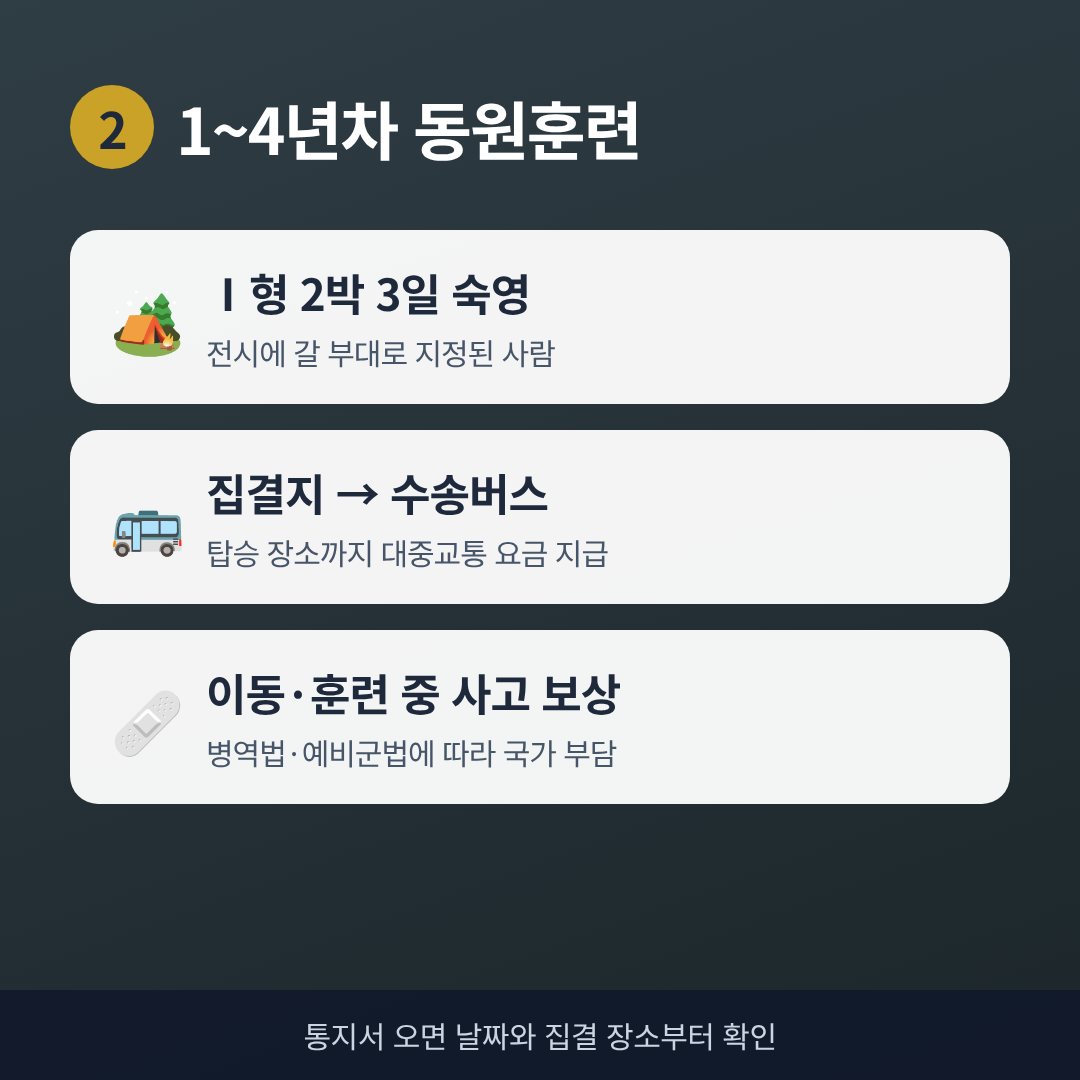 2
1~4년차 동원훈련
Ⅰ형 2박 3일 숙영
전시에 갈 부대로 지정된 사람
집결지 → 수송버스
탑승 장소까지 대중교통 요금 지급
이동·훈련 중 사고 보상
병역법·예비군법에 따라 국가 부담
통지서 오면 날짜와 집결 장소부터 확인